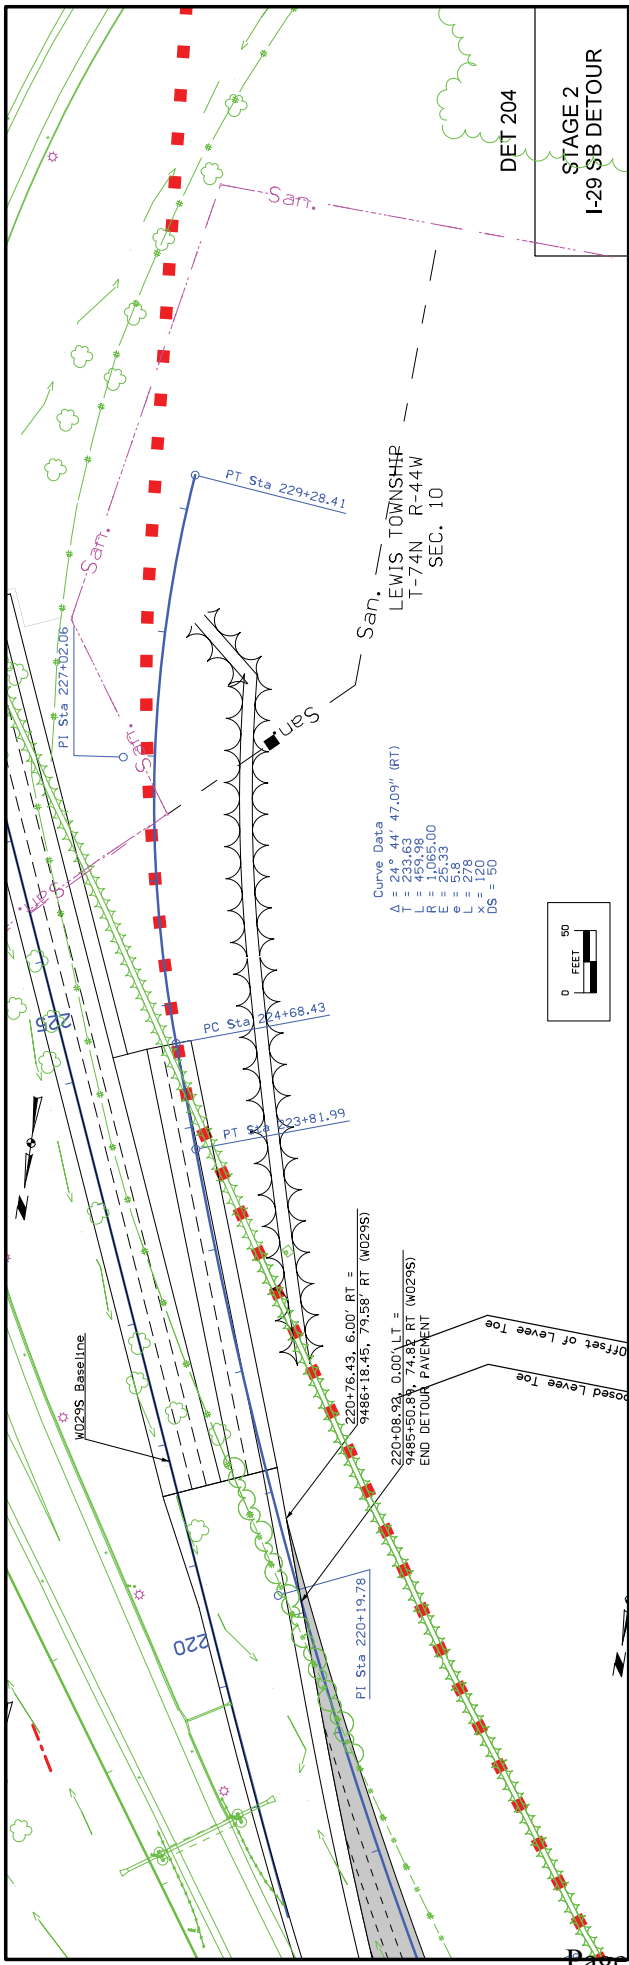 DET 204
STAGE 2
I-29 SB DETOUR
San.
PT Sta 229+28.41
LEWIS TOWNSHIP
T-74N R-44W
SEC. 10
San.
San.
PI Sta 227+02.06
San.
San
San.
Curve Data
Δ = 24° 44' 47.09" (RT)
T = 233.63
L = 459.98
R = 1,065.00
E = 25.33
e = 5.8
L = 278
x = 120
DS = 50
0 FEET 50
225
PC Sta 224+68.43
PT Sta 223+81.99
W029S Baseline
220+76.43, 6.00' RT =
9486+18.45, 79.58' RT (W029S)
220+08.92, 0.00' LT =
9485+50.89, 74.82 RT (W029S)
END DETOUR PAVEMENT
Offset of Levee Toe
osed Levee Toe
PI Sta 220+19.78
220
Page